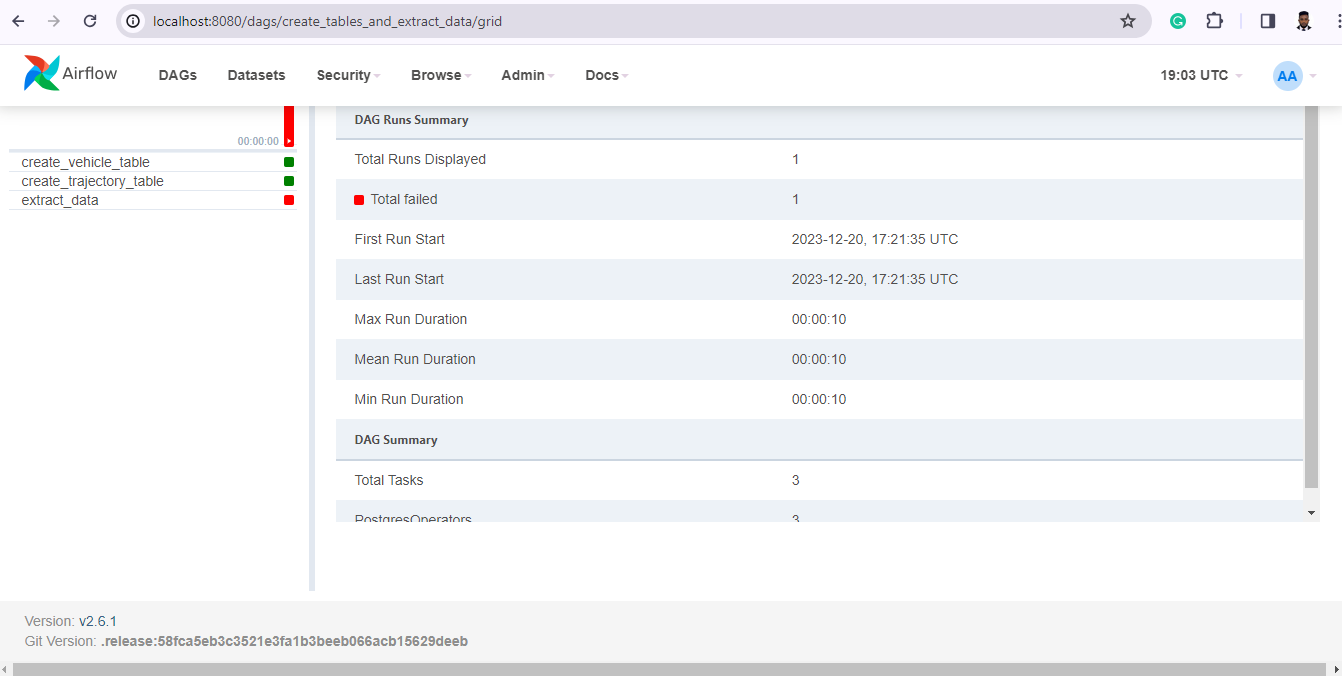 localhost:8080/dags/create_tables_and_extract_data/grid
Airflow DAGs Datasets Security Browse Admin Docs 19:03 UTC AA
00:00:00
create_vehicle_table
create_trajectory_table
extract_data
DAG Runs Summary
Total Runs Displayed 1
Total failed 1
First Run Start 2023-12-20, 17:21:35 UTC
Last Run Start 2023-12-20, 17:21:35 UTC
Max Run Duration 00:00:10
Mean Run Duration 00:00:10
Min Run Duration 00:00:10
DAG Summary
Total Tasks 3
PostgresOperators 3
Version: v2.6.1
Git Version: .release:58fca5eb3c3521e3fa1b3beeb066acb15629deeb